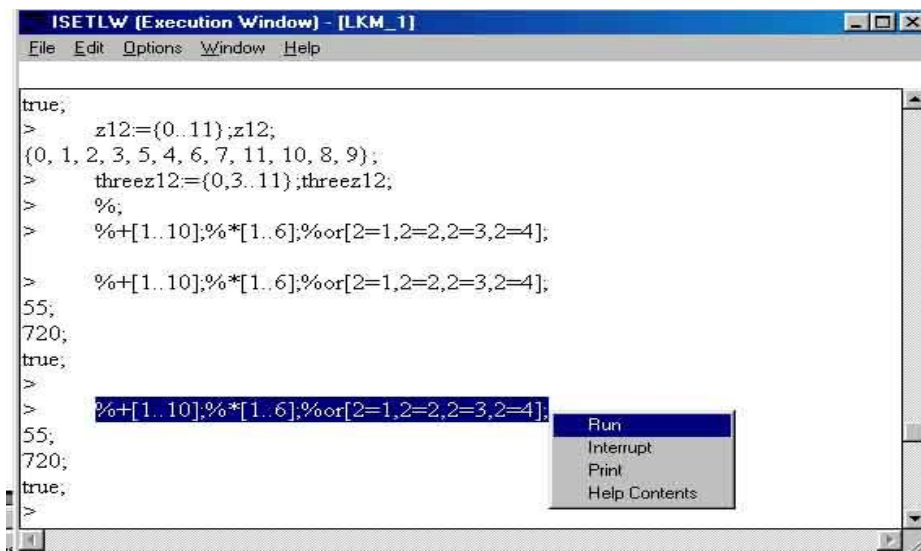 ISETLW (Execution Window) - [LKM_1]
File Edit Options Window Help
true;
> z12:={0..11};z12;
{0, 1, 2, 3, 5, 4, 6, 7, 11, 10, 8, 9};
> threez12:={0,3..11};threez12;
> %;
> %+[1..10];%*[1..6];%or[2=1,2=2,2=3,2=4];
> %+[1..10];%*[1..6];%or[2=1,2=2,2=3,2=4];
55;
720;
true;
>
> %+[1..10];%*[1..6];%or[2=1,2=2,2=3,2=4];
Run
Interrupt
Print
Help Contents
55;
720;
true;
>